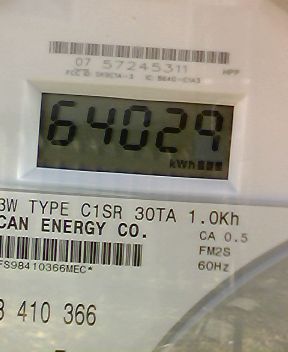 07 57245311
64029
kWh
3W TYPE C1SR 30TA 1.0Kh
CAN ENERGY CO.
CA 0.5
FM2S
60Hz
FS98410366MEC*
3 410 366